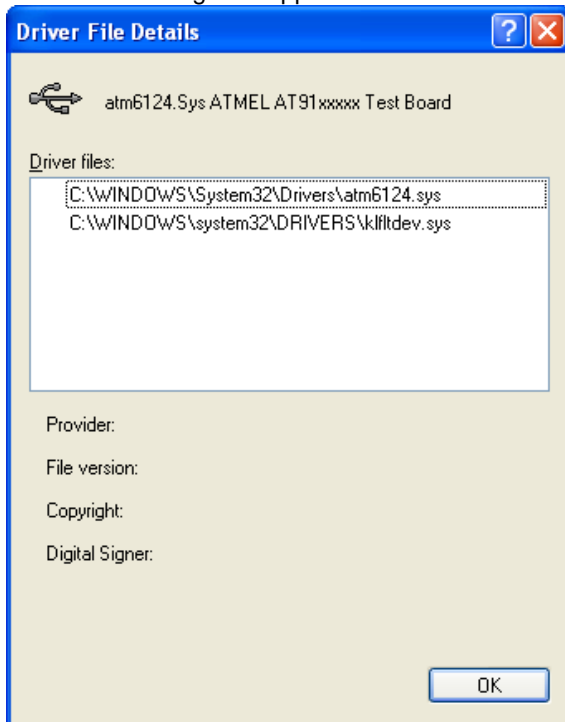 Driver File Details
atm6124.Sys ATMEL AT91xxxxx Test Board
Driver files:
C:\WINDOWS\System32\Drivers\atm6124.sys
C:\WINDOWS\system32\DRIVERS\klfltdev.sys
Provider:
File version:
Copyright:
Digital Signer:
OK